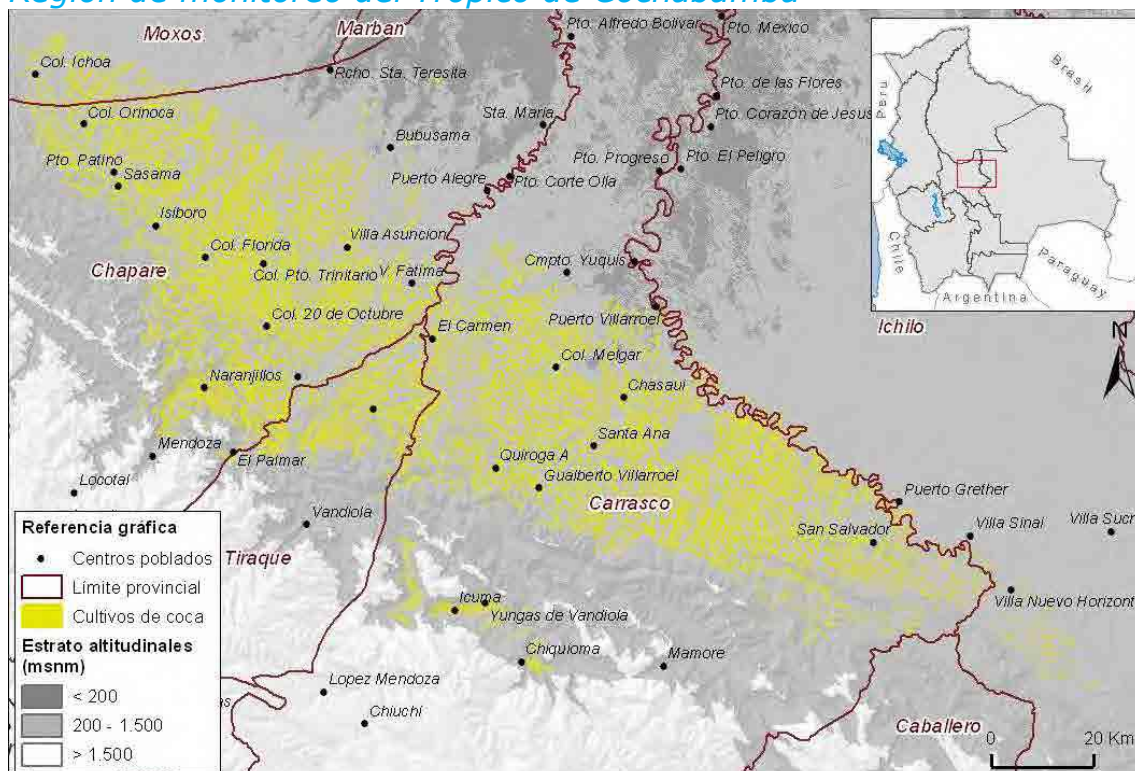 Región de monitoreo del Trópico de Cochabamba
Moxos
Marban
Pto. Alfredo Bolivar
Pto. Mexico
Col. Ichoa
Rcho. Sta. Teresita
Pto. de las Flores
Col. Orinoca
Sta. Maria
Pto. Corazón de Jesus
Bubusama
Pto. Patino
Sasama
Puerto Alegre
Pto. Corte Olla
Pto. Progreso
Pto. El Peligro
Isiboro
Villa Asuncion
Col. Florida
Chapare
Col. Pto. Trinitario
V. Fatima
Cmpto. Yuquis
Col. 20 de Octubre
El Carmen
Puerto Villarroel
Ichilo
Col. Melgar
Naranjillos
Chasaui
Mendoza
El Palmar
Santa Ana
Quiroga A
Locotal
Gualberto Villarroel
Carrasco
Puerto Grether
Vandiola
San Salvador
Villa Sinai
Villa Sucr
Tiraque
Icuma
Yungas de Vandiola
Villa Nuevo Horizont
Chiquioma
Mamore
Lopez Mendoza
Chiuchi
Caballero
Brasil
Peru
Chile
Paraguay
Argentina
N
0 20 Km
Referencia gráfica
Centros poblados
Límite provincial
Cultivos de coca
Estrato altitudinales
(msnm)
< 200
200 - 1.500
> 1.500